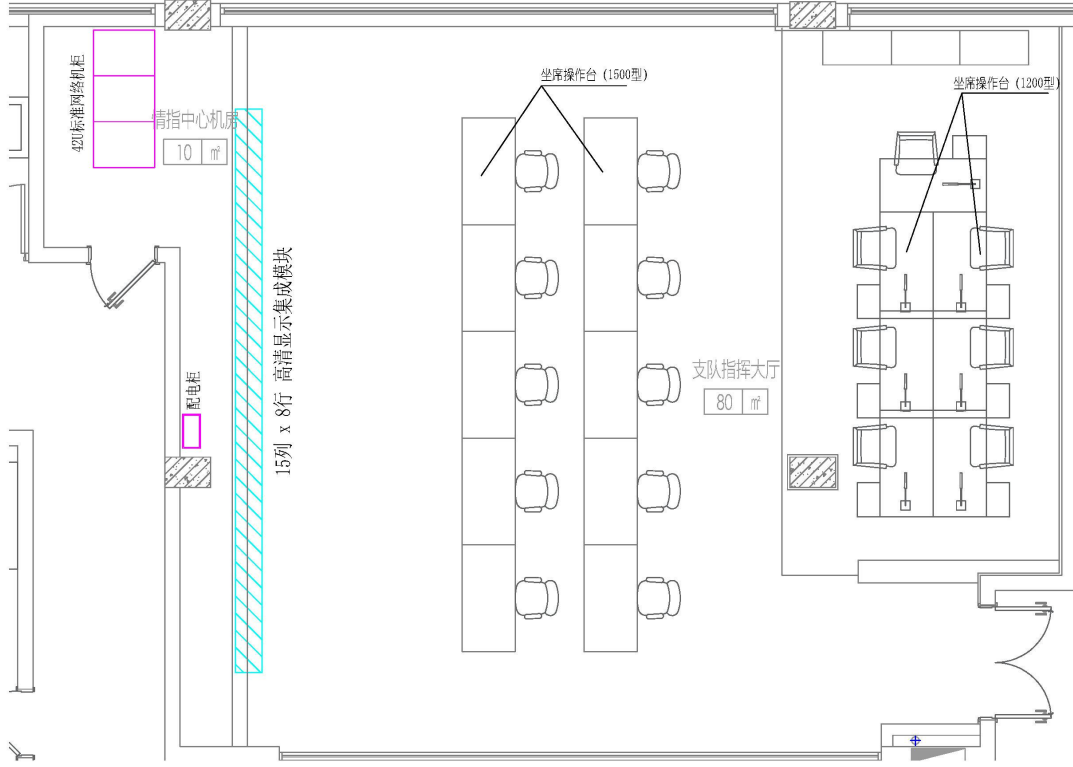 42U标准网络机柜
情指中心机房
10 ㎡
坐席操作台 (1500型)
坐席操作台 (1200型)
15列 x 8行 高清显示集成模块
支队指挥大厅
80 ㎡
配电柜